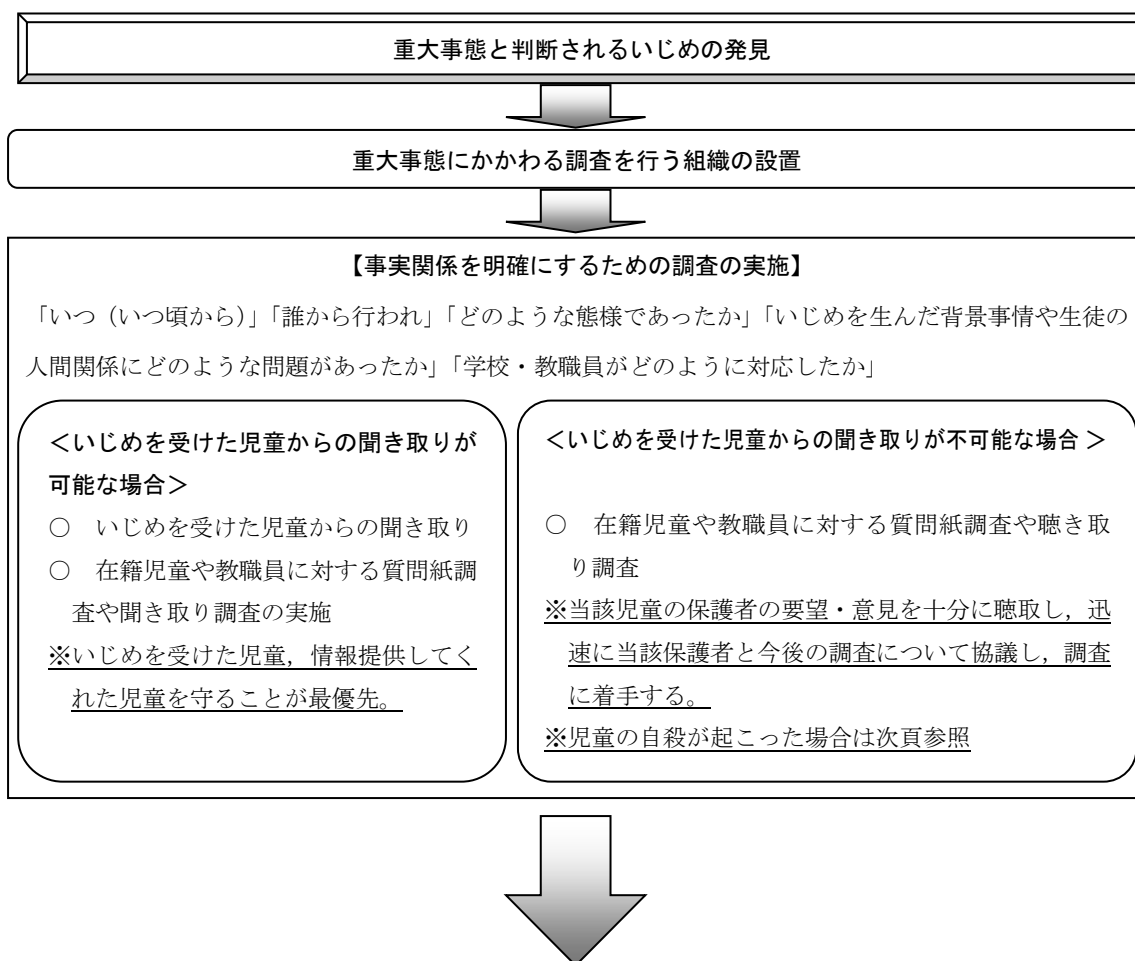 重大事態と判断されるいじめの発見
重大事態にかかわる調査を行う組織の設置
【事実関係を明確にするための調査の実施】
「いつ（いつ頃から）」「誰から行われ」「どのような態様であったか」「いじめを生んだ背景事情や生徒の
人間関係にどのような問題があったか」「学校・教職員がどのように対応したか」
＜いじめを受けた児童からの聞き取りが
可能な場合＞
○　いじめを受けた児童からの聞き取り
○　在籍児童や教職員に対する質問紙調
査や聞き取り調査の実施
※いじめを受けた児童，情報提供してく
れた児童を守ることが最優先。
＜いじめを受けた児童からの聞き取りが不可能な場合 ＞
○　在籍児童や教職員に対する質問紙調査や聴き取
り調査
※当該児童の保護者の要望・意見を十分に聴取し，迅
速に当該保護者と今後の調査について協議し，調査
に着手する。
※児童の自殺が起こった場合は次頁参照